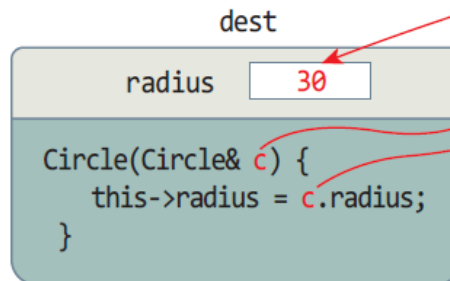 dest
radius 30
Circle(Circle& c) {
this->radius = c.radius;
}